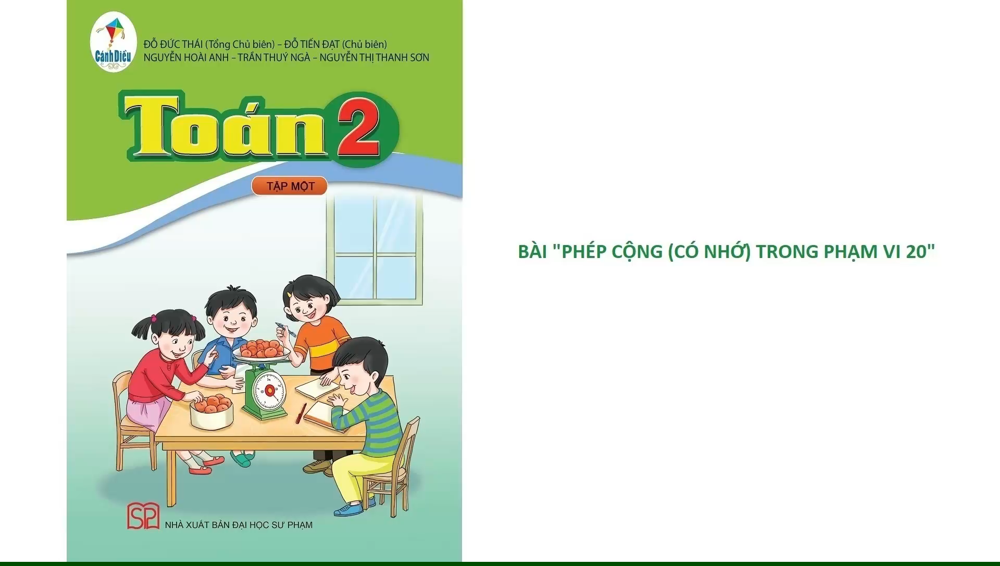 Cánh Diều
ĐỖ ĐỨC THÁI (Tổng Chủ biên) – ĐỖ TIẾN ĐẠT (Chủ biên)
NGUYỄN HOÀI ANH – TRẦN THUÝ NGÀ – NGUYỄN THỊ THANH SƠN
Toán 2
TẬP MỘT
BÀI "PHÉP CỘNG (CÓ NHỚ) TRONG PHẠM VI 20"
SP
NHÀ XUẤT BẢN ĐẠI HỌC SƯ PHẠM